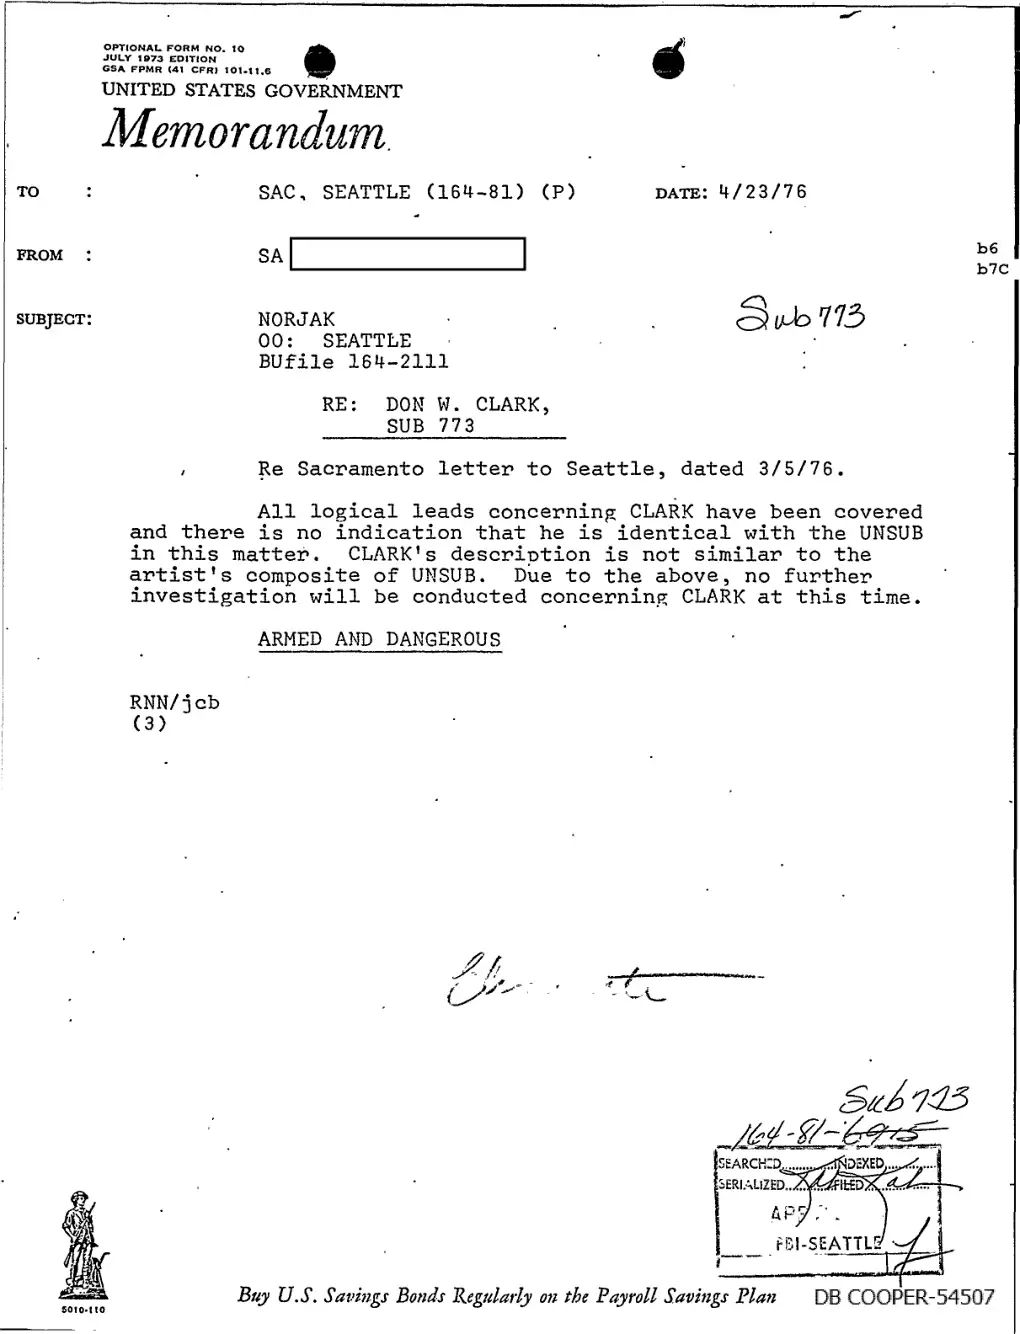 OPTIONAL FORM NO. 10
JULY 1973 EDITION
GSA FPMR (41 CFR) 101-11.6
UNITED STATES GOVERNMENT
Memorandum
TO : SAC, SEATTLE (164-81) (P) DATE: 4/23/76
FROM : SA b6
b7C
SUBJECT: NORJAK Sub 773
OO: SEATTLE
BUfile 164-2111
RE: DON W. CLARK,
SUB 773
Re Sacramento letter to Seattle, dated 3/5/76.
All logical leads concerning CLARK have been covered
and there is no indication that he is identical with the UNSUB
in this matter. CLARK's description is not similar to the
artist's composite of UNSUB. Due to the above, no further
investigation will be conducted concerning CLARK at this time.
ARMED AND DANGEROUS
RNN/jcb
(3)
Sub 773
164-81-6915
SEARCHED INDEXED
SERIALIZED FILED
FBI-SEATTLE
5010-110
Buy U.S. Savings Bonds Regularly on the Payroll Savings Plan
DB COOPER-54507